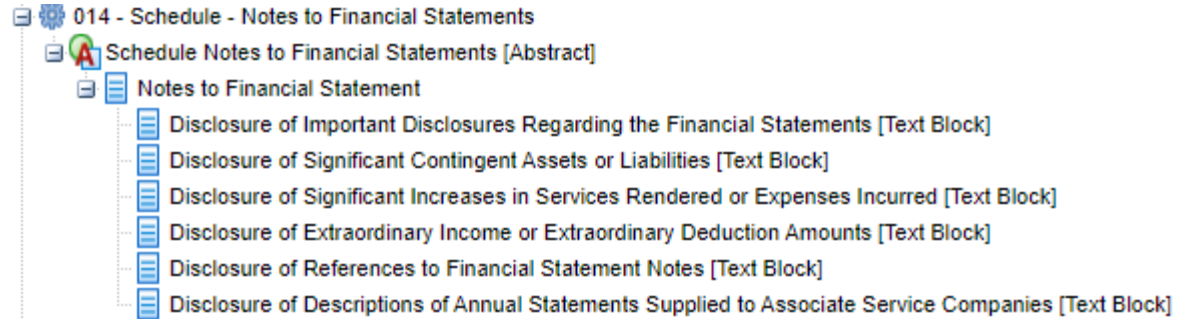 014 - Schedule - Notes to Financial Statements
Schedule Notes to Financial Statements [Abstract]
Notes to Financial Statement
Disclosure of Important Disclosures Regarding the Financial Statements [Text Block]
Disclosure of Significant Contingent Assets or Liabilities [Text Block]
Disclosure of Significant Increases in Services Rendered or Expenses Incurred [Text Block]
Disclosure of Extraordinary Income or Extraordinary Deduction Amounts [Text Block]
Disclosure of References to Financial Statement Notes [Text Block]
Disclosure of Descriptions of Annual Statements Supplied to Associate Service Companies [Text Block]